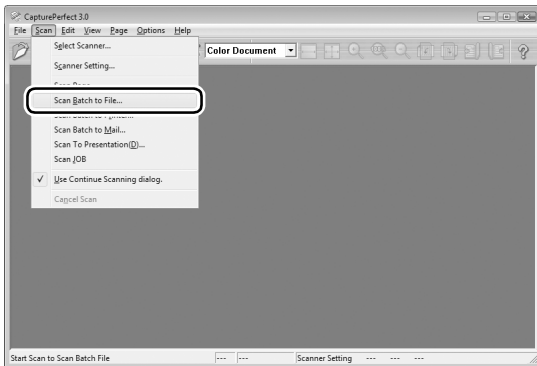 CapturePerfect 3.0
File Scan Edit View Page Options Help
Color Document
Select Scanner...
Scanner Setting...
Scan Batch to File...
Scan Batch to Mail...
Scan To Presentation(D)...
Scan JOB
✓ Use Continue Scanning dialog.
Cancel Scan
Start Scan to Scan Batch File --- --- Scanner Setting --- --- ---